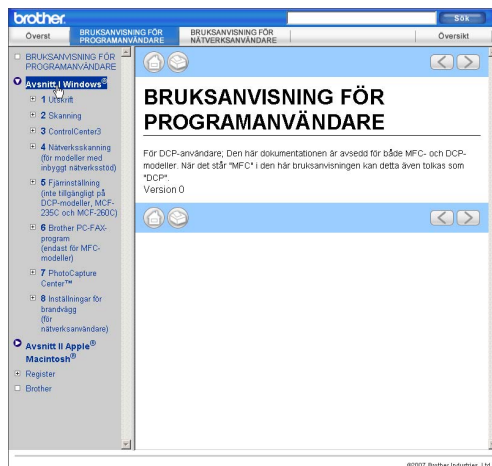 brother
Sök
Överst
BRUKSANVISNING FÖR
PROGRAMANVÄNDARE
BRUKSANVISNING FÖR
NÄTVERKSANVÄNDARE
Översikt
BRUKSANVISNING FÖR
PROGRAMANVÄNDARE
Avsnitt I Windows®
1 Utskrift
2 Skanning
3 ControlCenter3
4 Nätverksskanning
(för modeller med
inbyggt nätverksstöd)
5 Fjärrinställning
(inte tillgängligt på
DCP-modeller, MCF-
235C och MCF-260C)
6 Brother PC-FAX-
program
(endast för MFC-
modeller)
7 PhotoCapture
Center™
8 Inställningar för
brandvägg
(för
nätverksanvändare)
Avsnitt II Apple®
Macintosh®
Register
Brother
BRUKSANVISNING FÖR
PROGRAMANVÄNDARE
För DCP-användare; Den här dokumentationen är avsedd för både MFC- och DCP-
modeller. När det står "MFC" i den här bruksanvisningen kan detta även tolkas som
"DCP".
Version 0
©2007 Brother Industries, Ltd.